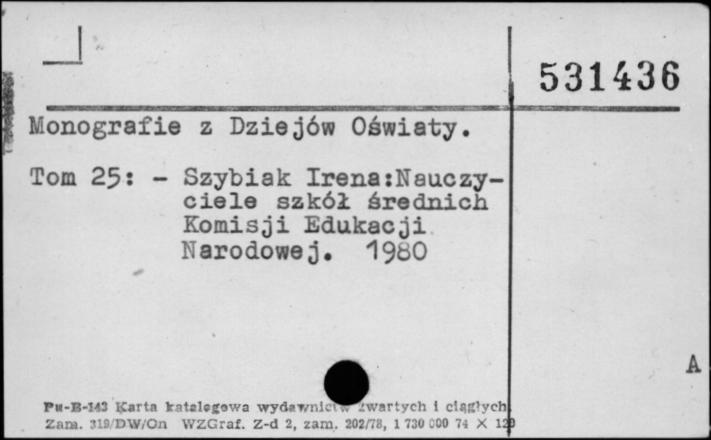 531436
Monografie z Dziejów Oświaty.
Tom 25: - Szybiak Irena:Nauczy-
ciele szkół średnich
Komisji Edukacji
Narodowej. 1980
A
Pu-B-143 Karta katalogowa wydawnictw zwartych i ciągłych
Zam. 319/DW/On WZGraf. Z-d 2, zam. 202/78, 1 730 000 74 X 120